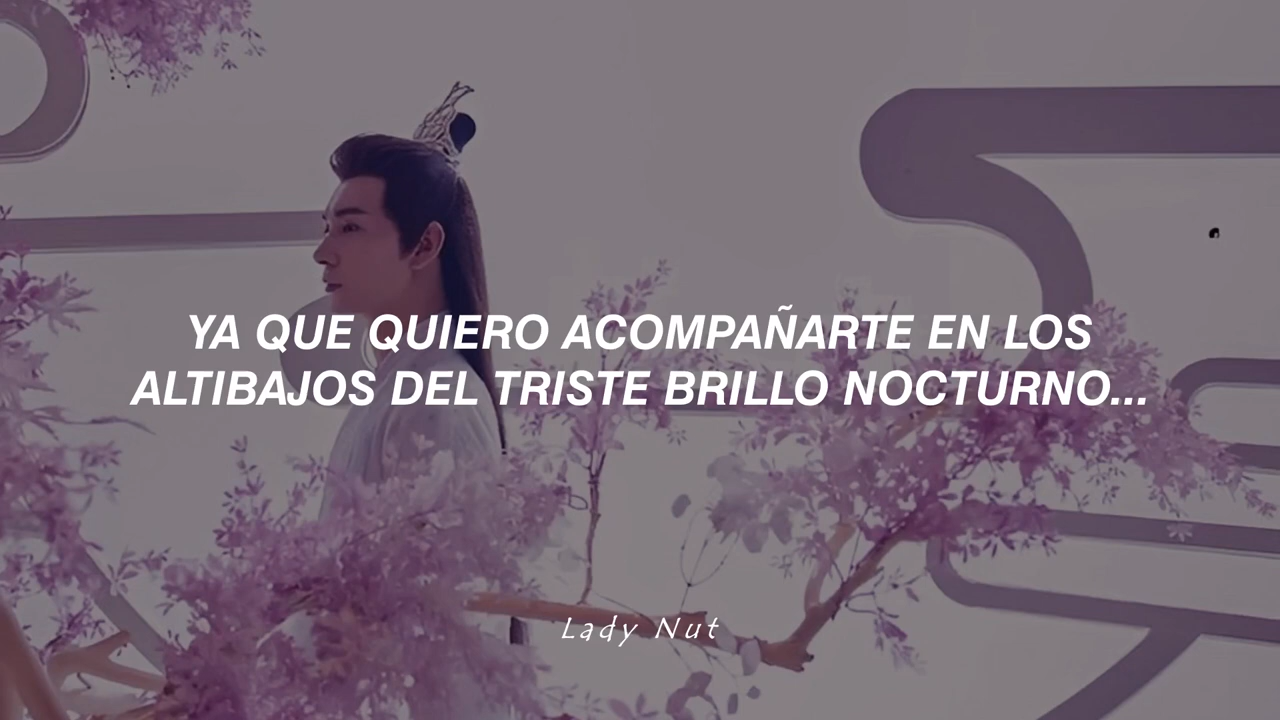 YA QUE QUIERO ACOMPAÑARTE EN LOS
ALTIBAJOS DEL TRISTE BRILLO NOCTURNO...
Lady Nut